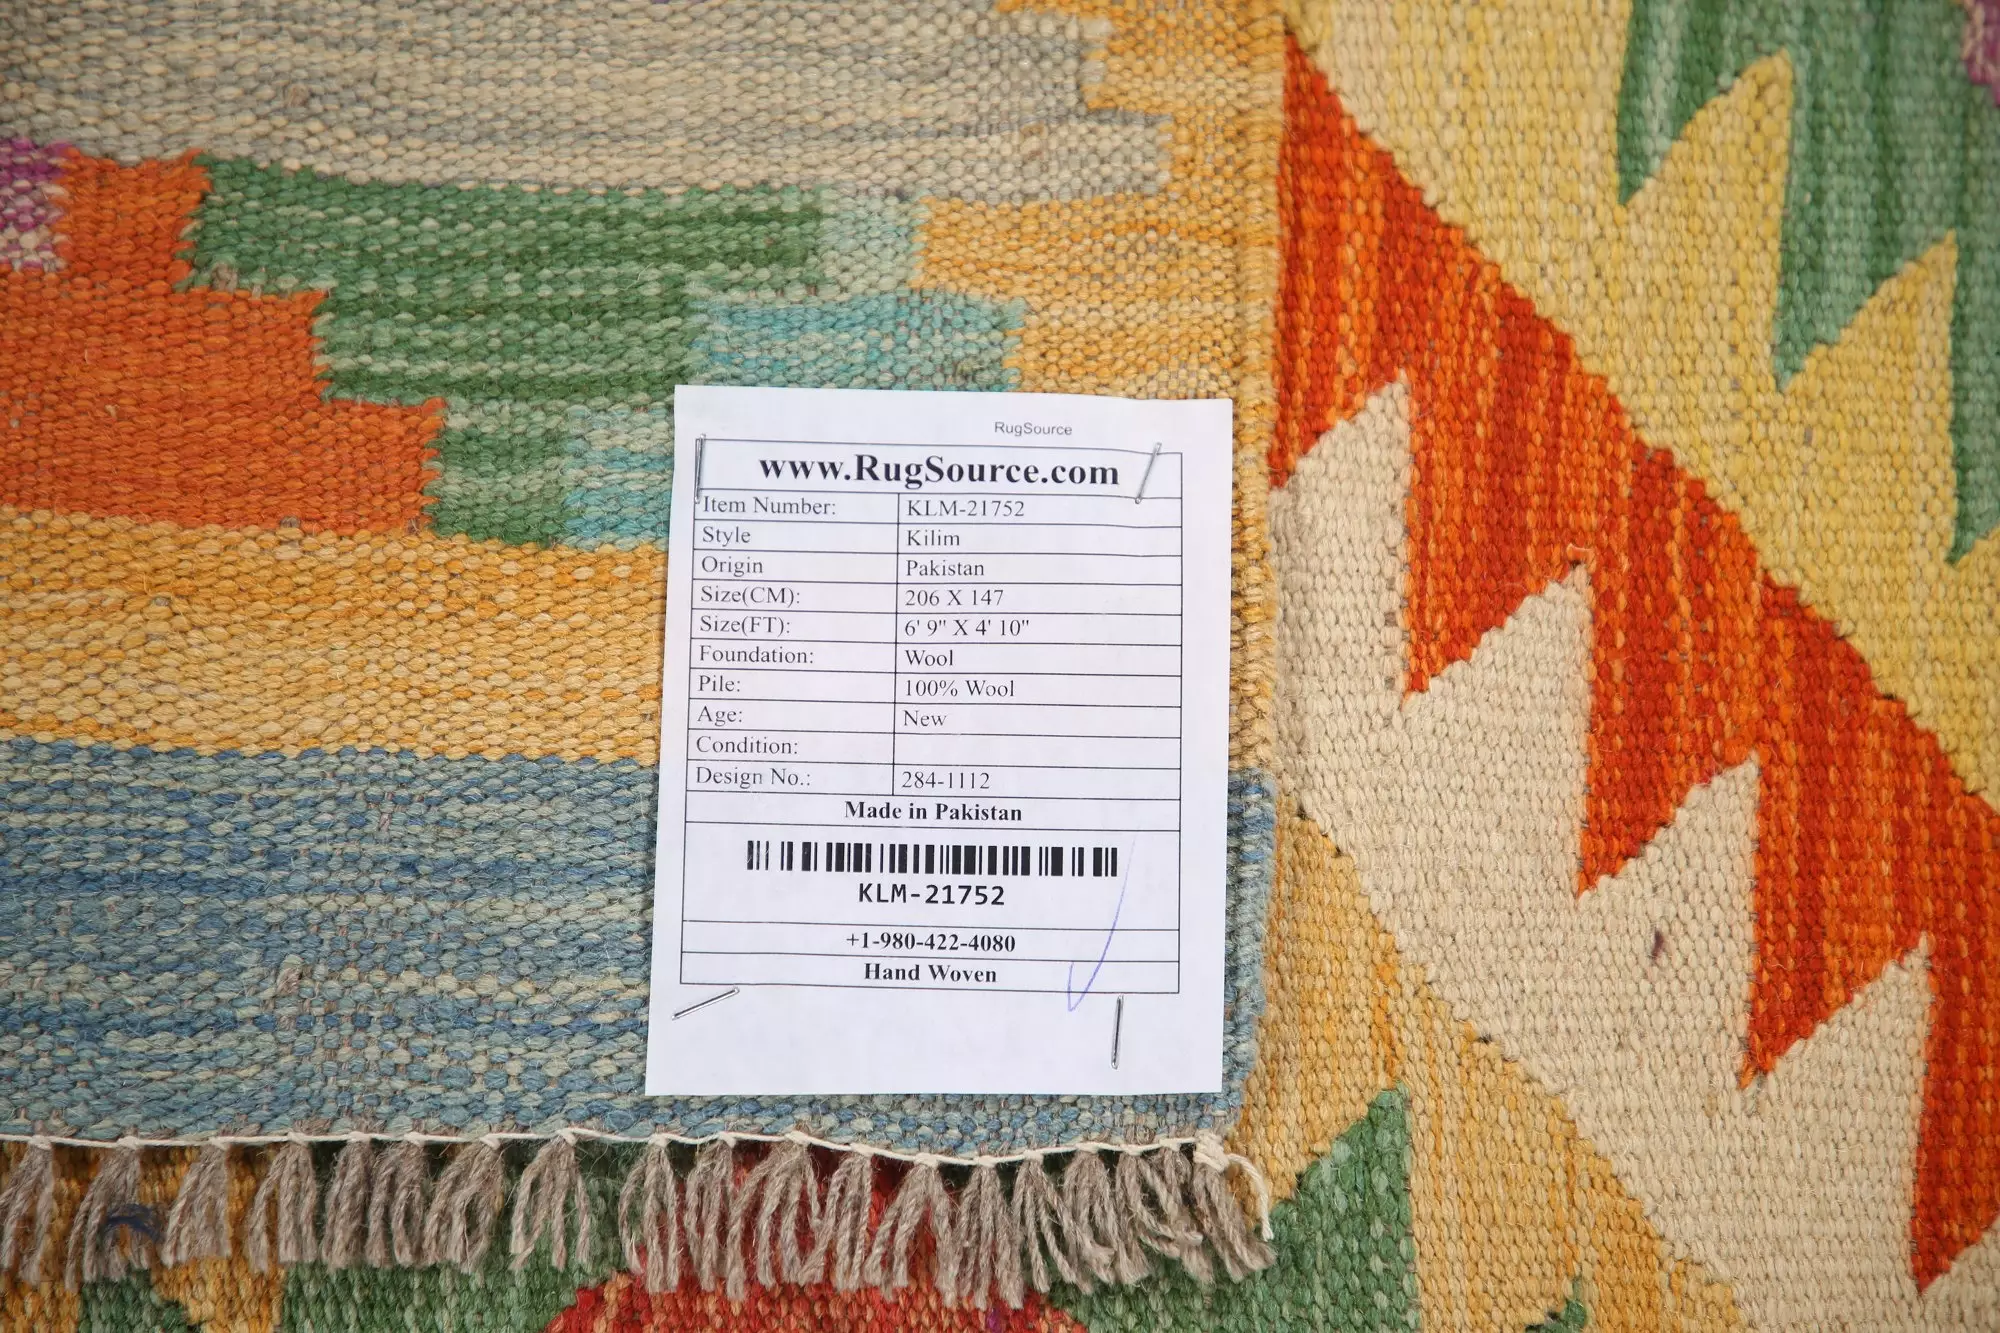 RugSource
www.RugSource.com
Item Number: KLM-21752
Style Kilim
Origin Pakistan
Size(CM): 206 X 147
Size(FT): 6' 9" X 4' 10"
Foundation: Wool
Pile: 100% Wool
Age: New
Condition:
Design No.: 284-1112
Made in Pakistan
KLM-21752
+1-980-422-4080
Hand Woven